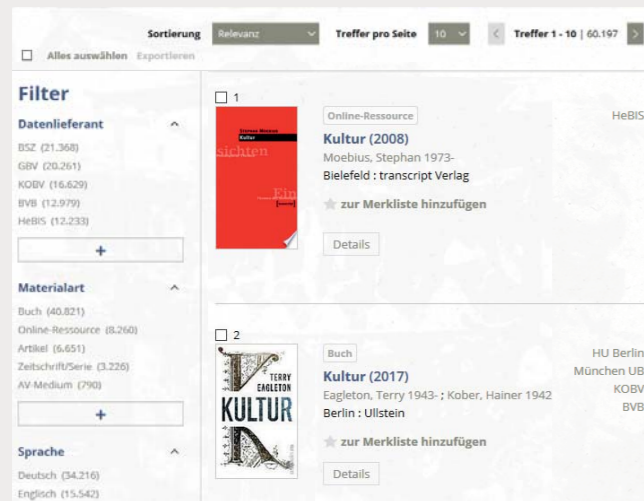 Sortierung Relevanz Treffer pro Seite 10 < Treffer 1 - 10 | 60.197 >
Alles auswählen Exportieren
Filter
Datenlieferant
BSZ (21.368)
GBV (20.261)
KOBV (16.629)
BVB (12.979)
HeBIS (12.233)
+
Materialart
Buch (40.821)
Online-Ressource (8.260)
Artikel (6.651)
Zeitschrift/Serie (3.226)
AV-Medium (790)
+
Sprache
Deutsch (34.216)
Englisch (15.542)
1
Stephan Moebius
Kultur
sichten
Ein
Online-Ressource
HeBIS
Kultur (2008)
Moebius, Stephan 1973-
Bielefeld : transcript Verlag
zur Merkliste hinzufügen
Details
2
TERRY
EAGLETON
KULTUR
Buch
HU Berlin
Kultur (2017)
München UB
Eagleton, Terry 1943- ; Kober, Hainer 1942
KOBV
Berlin : Ullstein
BVB
zur Merkliste hinzufügen
Details